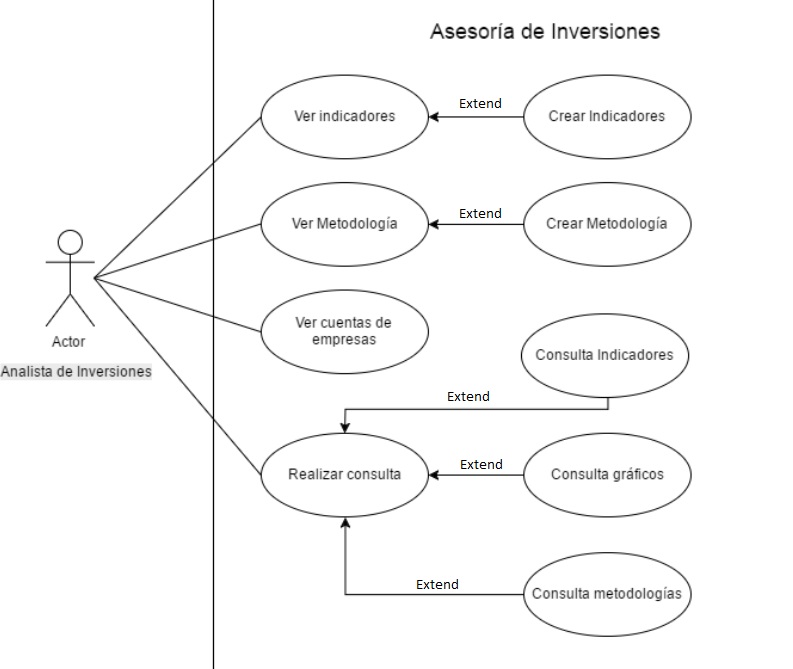 Asesoría de Inversiones
Ver indicadores
Extend
Crear Indicadores
Ver Metodología
Extend
Crear Metodología
Actor
Analista de Inversiones
Ver cuentas de
empresas
Consulta Indicadores
Extend
Realizar consulta
Extend
Consulta gráficos
Extend
Consulta metodologías